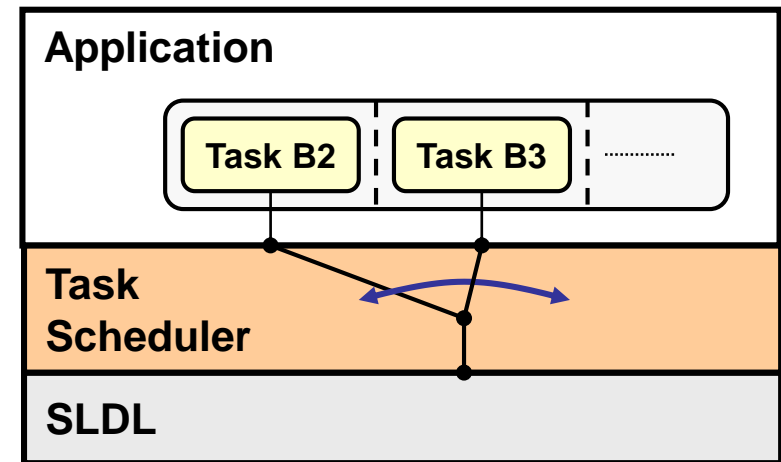 Application
Task B2
Task B3
..............
Task
Scheduler
SLDL